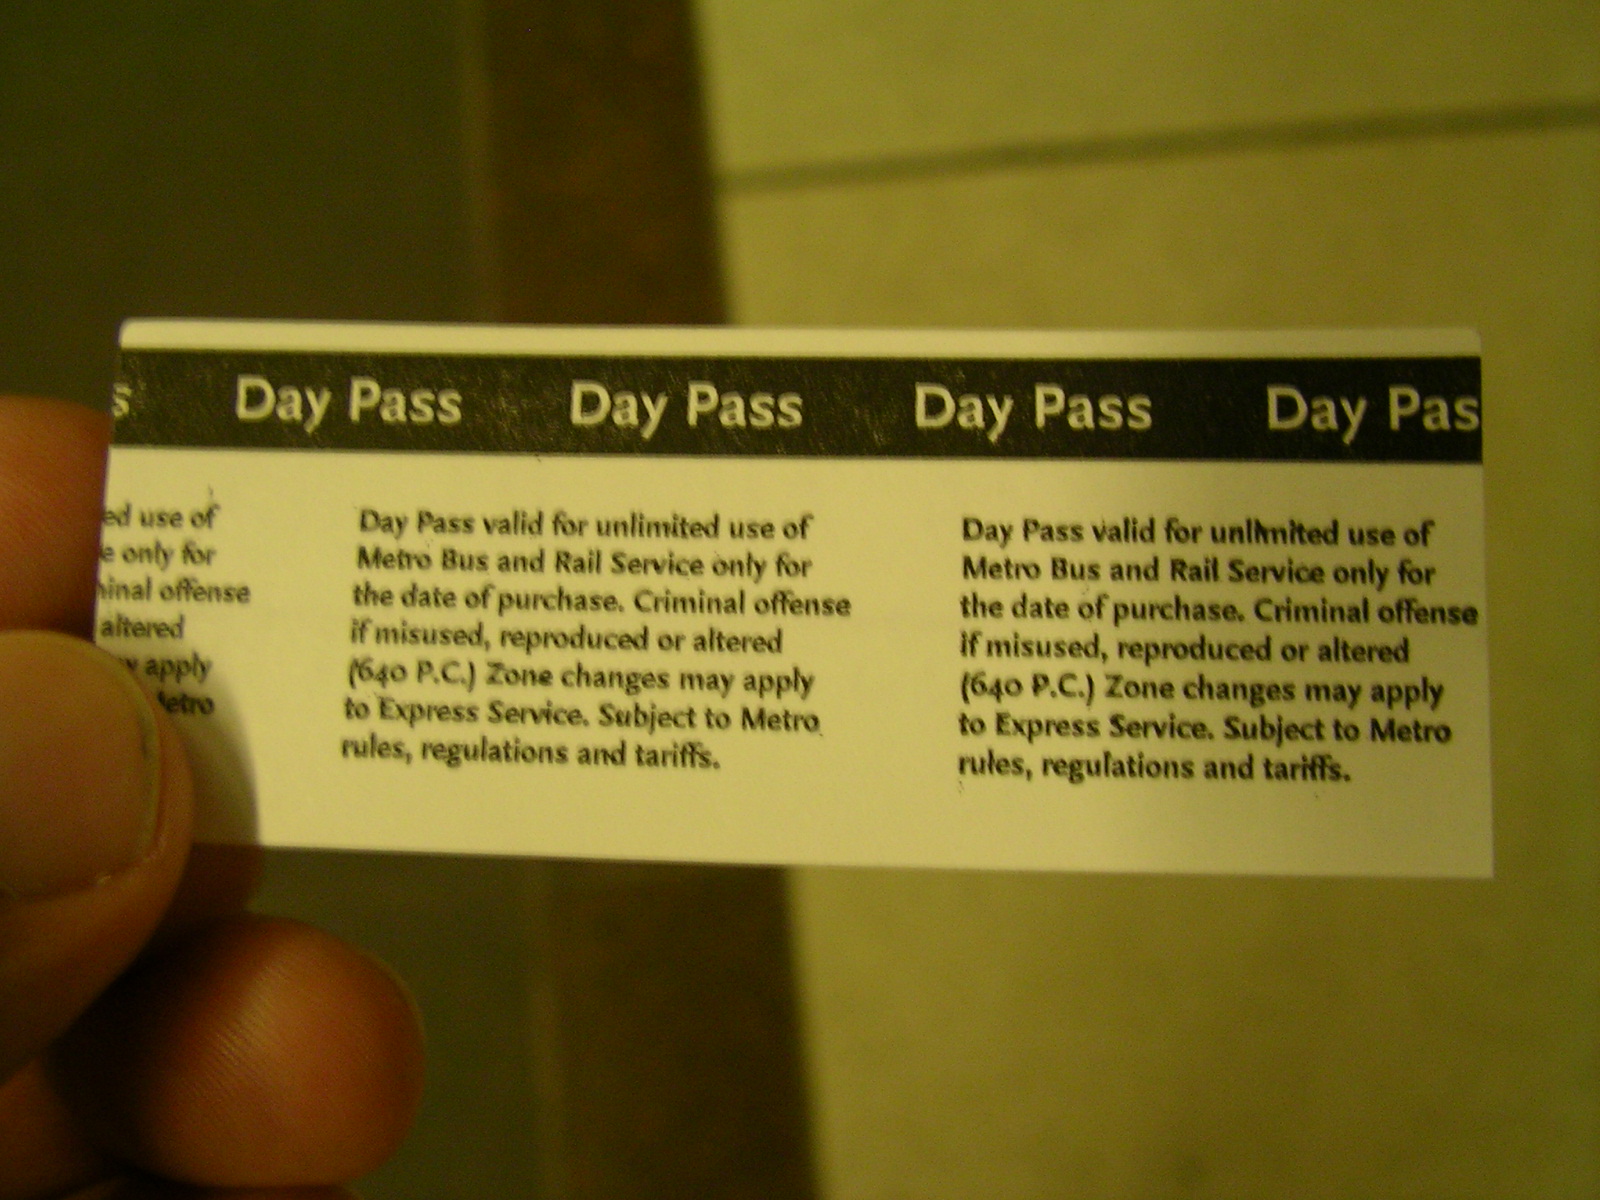 s Day Pass Day Pass Day Pass Day Pas
ed use of
e only for
ninal offense
altered
apply
Metro
Day Pass valid for unlimited use of
Metro Bus and Rail Service only for
the date of purchase. Criminal offense
if misused, reproduced or altered
(640 P.C.) Zone changes may apply
to Express Service. Subject to Metro
rules, regulations and tariffs.
Day Pass valid for unlimited use of
Metro Bus and Rail Service only for
the date of purchase. Criminal offense
if misused, reproduced or altered
(640 P.C.) Zone changes may apply
to Express Service. Subject to Metro
rules, regulations and tariffs.